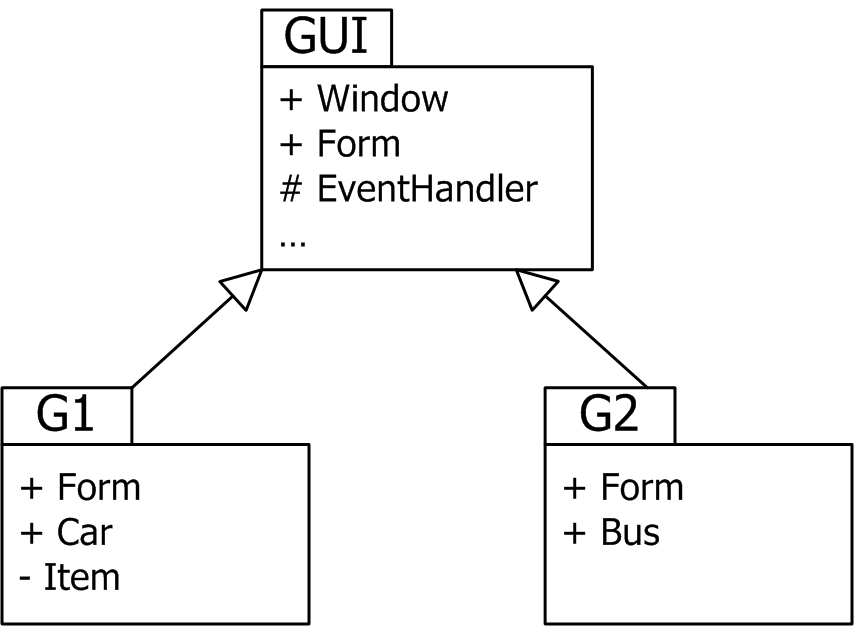 GUI
+ Window
+ Form
# EventHandler
...
G1
+ Form
+ Car
- Item
G2
+ Form
+ Bus